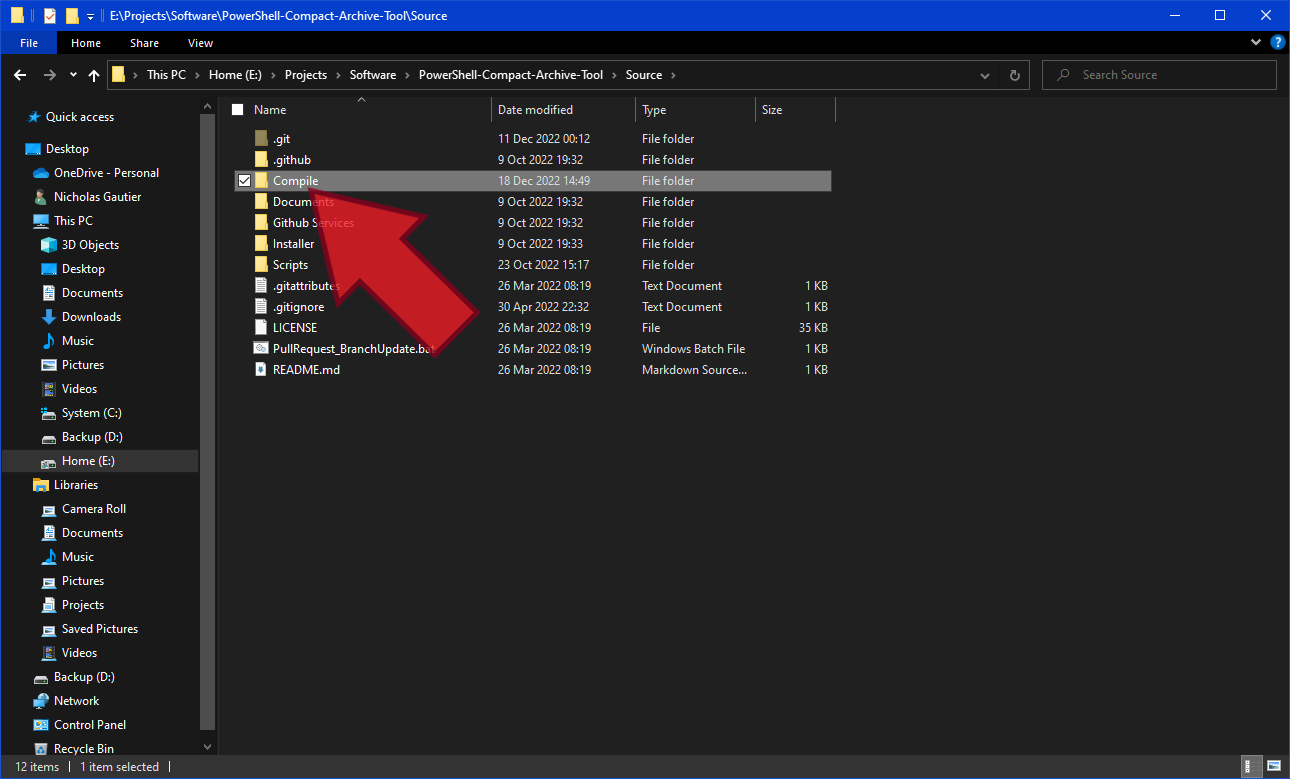 E:\Projects\Software\PowerShell-Compact-Archive-Tool\Source
File Home Share View
This PC Home (E:) Projects Software PowerShell-Compact-Archive-Tool Source
Search Source
Quick access
Desktop
OneDrive - Personal
Nicholas Gautier
This PC
3D Objects
Desktop
Documents
Downloads
Music
Pictures
Videos
System (C:)
Backup (D:)
Home (E:)
Libraries
Camera Roll
Documents
Music
Pictures
Projects
Saved Pictures
Videos
Backup (D:)
Network
Control Panel
Recycle Bin
Name Date modified Type Size
.git 11 Dec 2022 00:12 File folder
.github 9 Oct 2022 19:32 File folder
Compile 18 Dec 2022 14:49 File folder
Documents 9 Oct 2022 19:32 File folder
Github Services 9 Oct 2022 19:32 File folder
Installer 9 Oct 2022 19:33 File folder
Scripts 23 Oct 2022 15:17 File folder
.gitattributes 26 Mar 2022 08:19 Text Document 1 KB
.gitignore 30 Apr 2022 22:32 Text Document 1 KB
LICENSE 26 Mar 2022 08:19 File 35 KB
PullRequest_BranchUpdate.bat 26 Mar 2022 08:19 Windows Batch File 1 KB
README.md 26 Mar 2022 08:19 Markdown Source... 1 KB
12 items 1 item selected